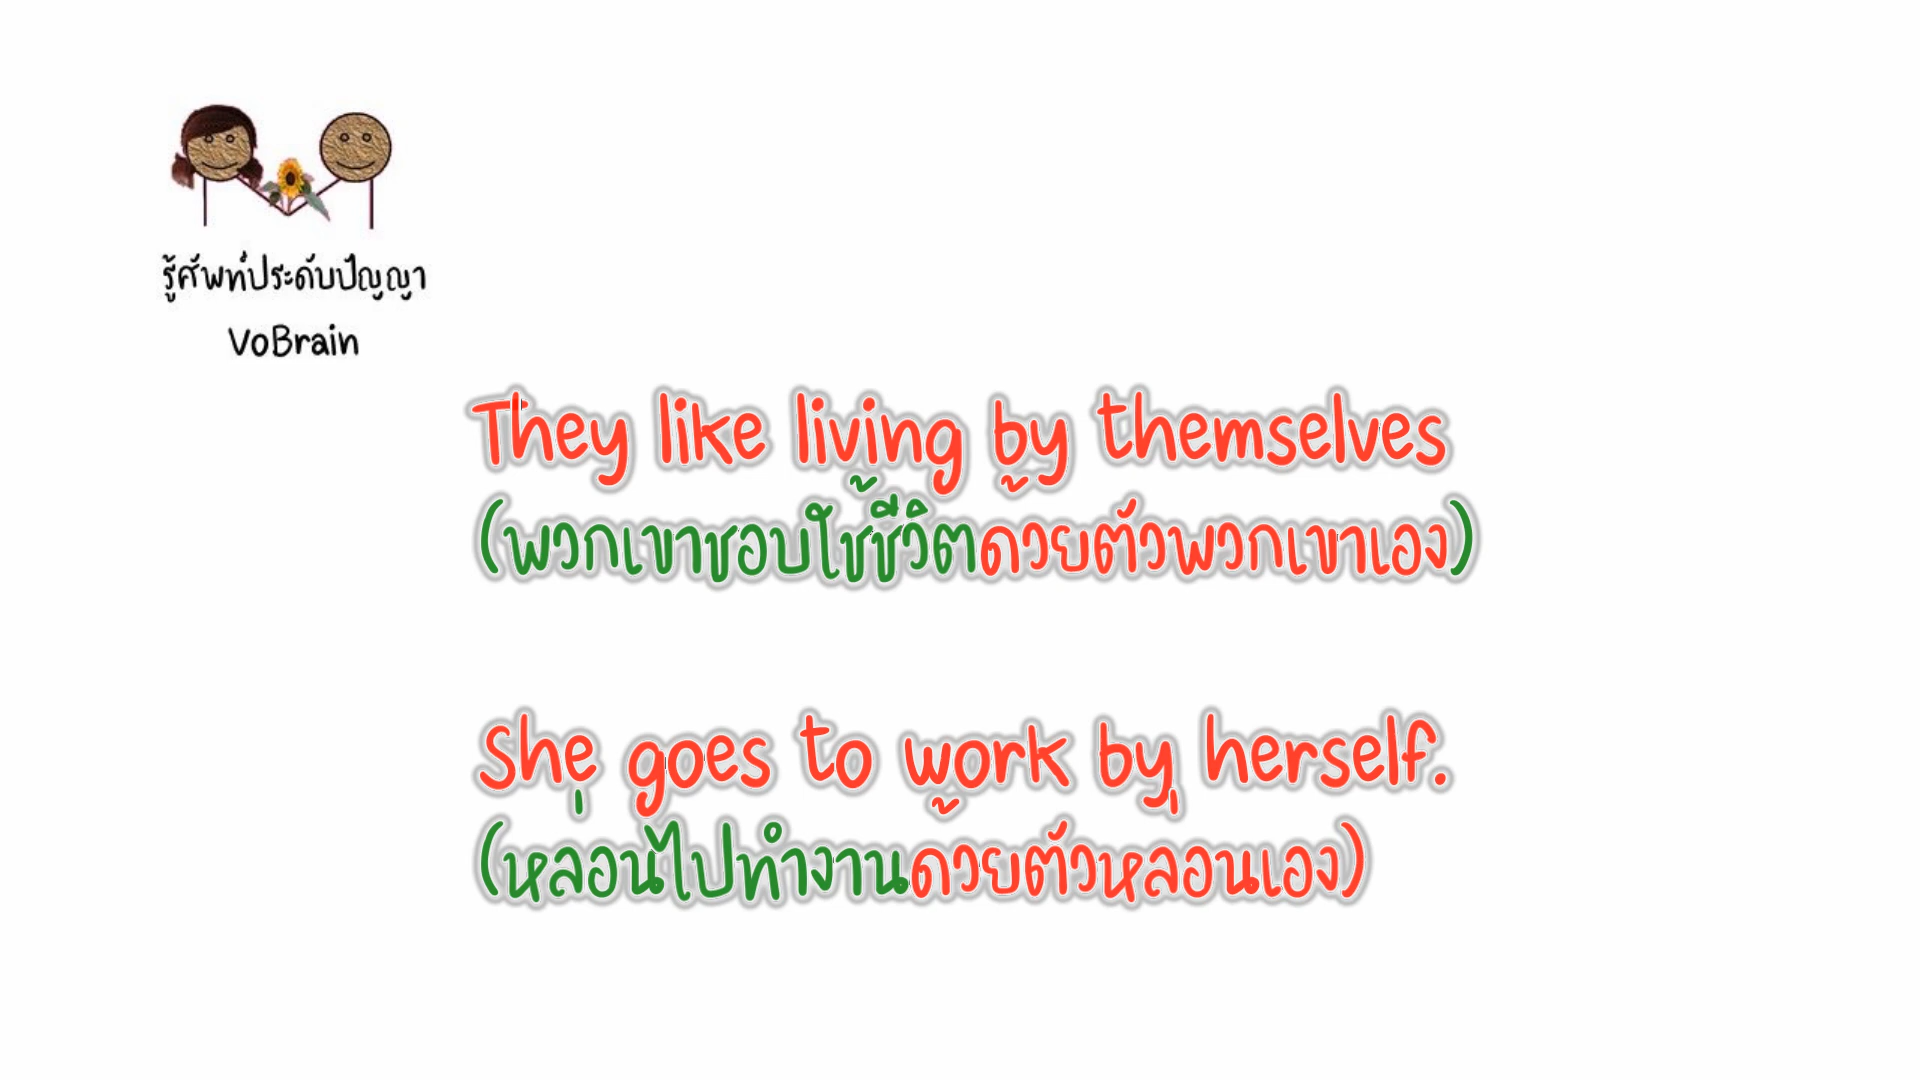 รู้ศัพท์ประดับปัญญา
VoBrain
They like living by themselves
(พวกเขาชอบใช้ชีวิตด้วยตัวพวกเขาเอง)
She goes to work by herself.
(หล่อนไปทำงานด้วยตัวหล่อนเอง)